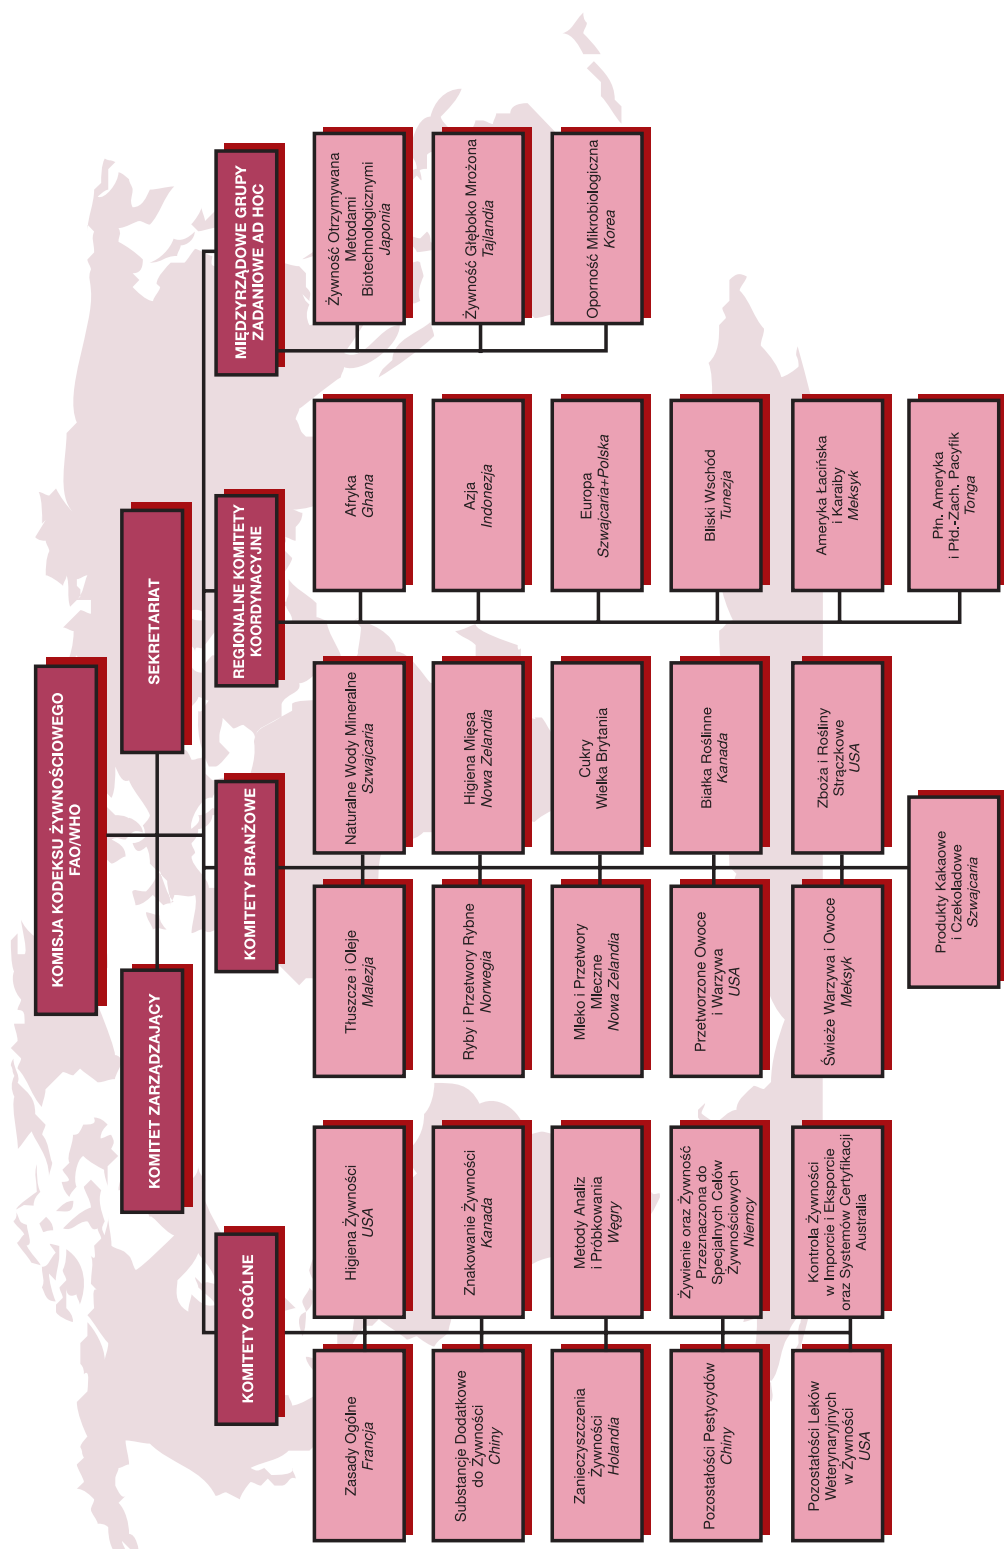 KOMISJA KODEKSU ŻYWNOŚCIOWEGO
FAO/WHO
KOMITET ZARZĄDZAJĄCY
SEKRETARIAT
KOMITETY OGÓLNE
Zasady Ogólne
Francja
Higiena Żywności
USA
Substancje Dodatkowe
do Żywności
Chiny
Znakowanie Żywności
Kanada
Zanieczyszczenia
Żywności
Holandia
Metody Analiz
i Próbkowania
Węgry
Pozostałości Pestycydów
Chiny
Żywienie oraz Żywność
Przeznaczona do
Specjalnych Celów
Żywnościowych
Niemcy
Pozostałości Leków
Weterynaryjnych
w Żywności
USA
Kontrola Żywności
w Imporcie i Eksporcie
oraz Systemów Certyfikacji
Australia
KOMITETY BRANŻOWE
Tłuszcze i Oleje
Malezja
Naturalne Wody Mineralne
Szwajcaria
Ryby i Przetwory Rybne
Norwegia
Higiena Mięsa
Nowa Zelandia
Mleko i Przetwory
Mleczne
Nowa Zelandia
Cukry
Wielka Brytania
Przetworzone Owoce
i Warzywa
USA
Białka Roślinne
Kanada
Świeże Warzywa i Owoce
Meksyk
Zboża i Rośliny
Strączkowe
USA
Produkty Kakaowe
i Czekoladowe
Szwajcaria
REGIONALNE KOMITETY
KOORDYNACYJNE
Afryka
Ghana
Azja
Indonezja
Europa
Szwajcaria+Polska
Bliski Wschód
Tunezja
Ameryka Łacińska
i Karaiby
Meksyk
Płn. Ameryka
i Płd.-Zach. Pacyfik
Tonga
MIĘDZYRZĄDOWE GRUPY
ZADANIOWE AD HOC
Żywność Otrzymywana
Metodami
Biotechnologicznymi
Japonia
Żywność Głęboko Mrożona
Tajlandia
Oporność Mikrobiologiczna
Korea